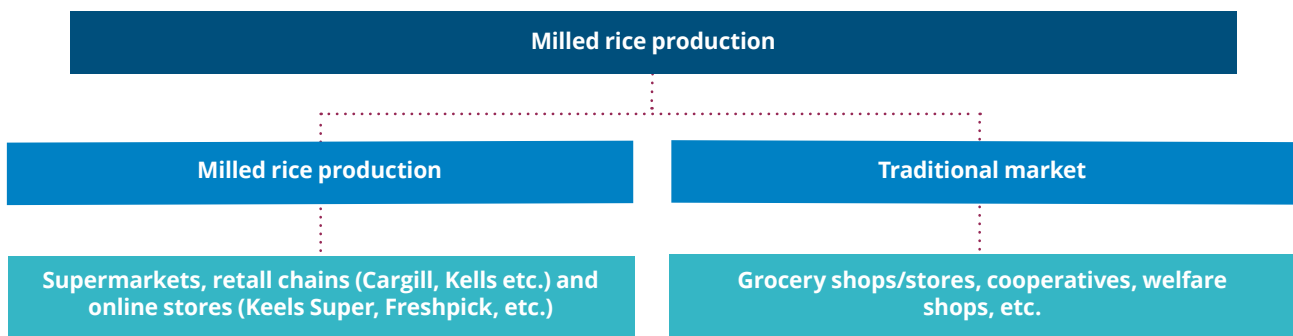 Milled rice production
Milled rice production
Traditional market
Supermarkets, retall chains (Cargill, Kells etc.) and
online stores (Keels Super, Freshpick, etc.)
Grocery shops/stores, cooperatives, welfare
shops, etc.